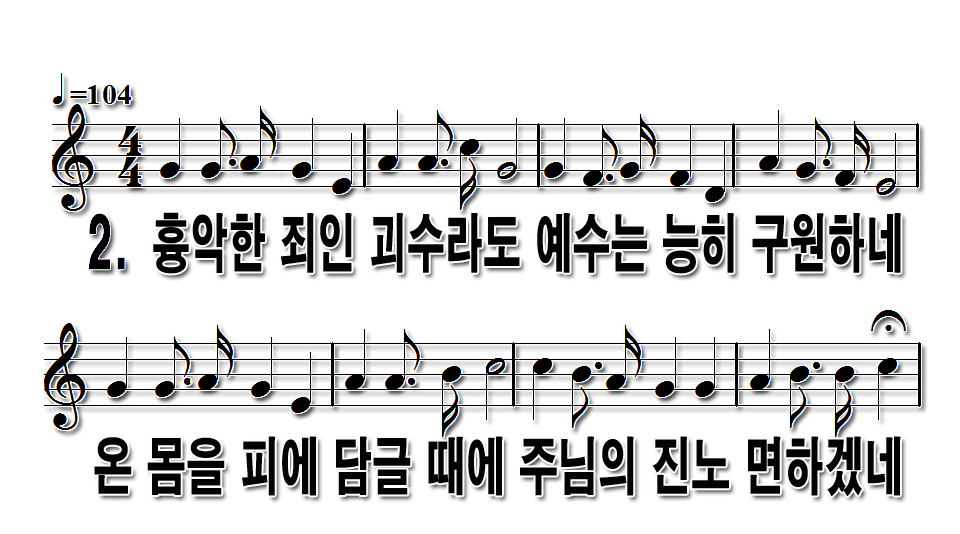 =104
4
4
2. 흉악한 죄인 괴수라도 예수는 능히 구원하네
온 몸을 피에 담글 때에 주님의 진노 면하겠네